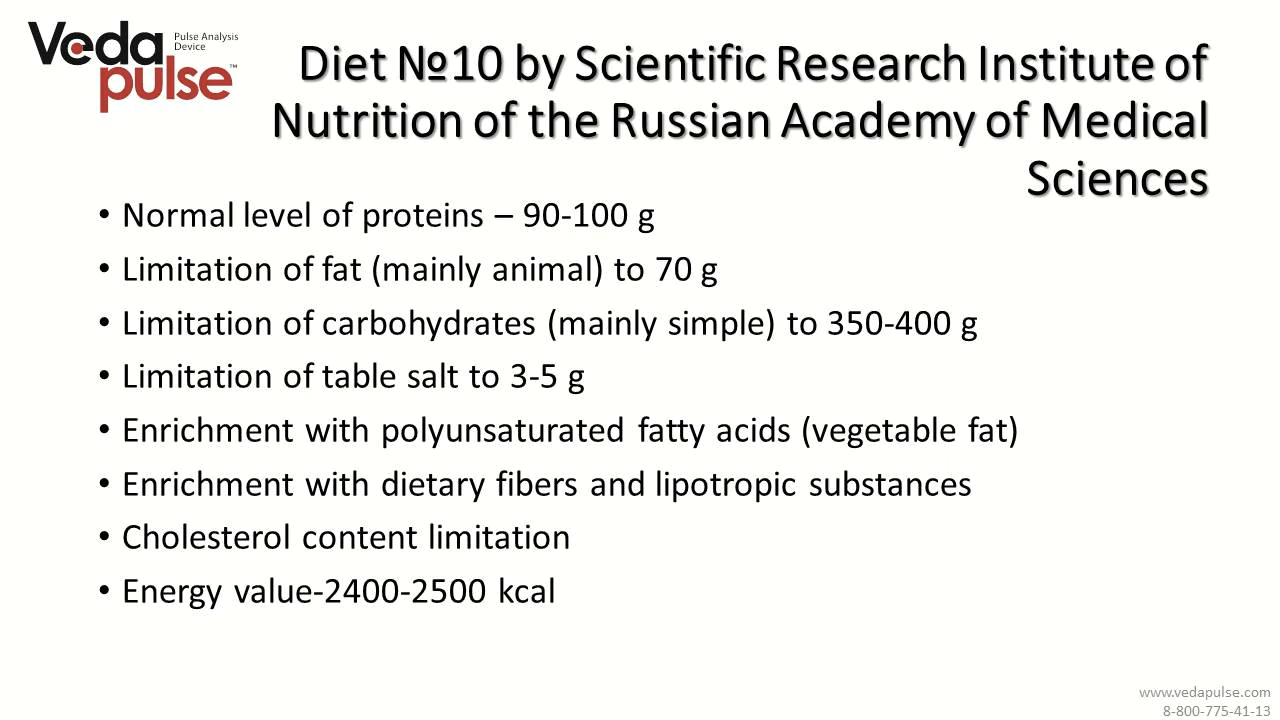 Veda
pulse™
Pulse Analysis
Device
Diet №10 by Scientific Research Institute of
Nutrition of the Russian Academy of Medical
Sciences
• Normal level of proteins – 90-100 g
• Limitation of fat (mainly animal) to 70 g
• Limitation of carbohydrates (mainly simple) to 350-400 g
• Limitation of table salt to 3-5 g
• Enrichment with polyunsaturated fatty acids (vegetable fat)
• Enrichment with dietary fibers and lipotropic substances
• Cholesterol content limitation
• Energy value-2400-2500 kcal
www.vedapulse.com
8-800-775-41-13